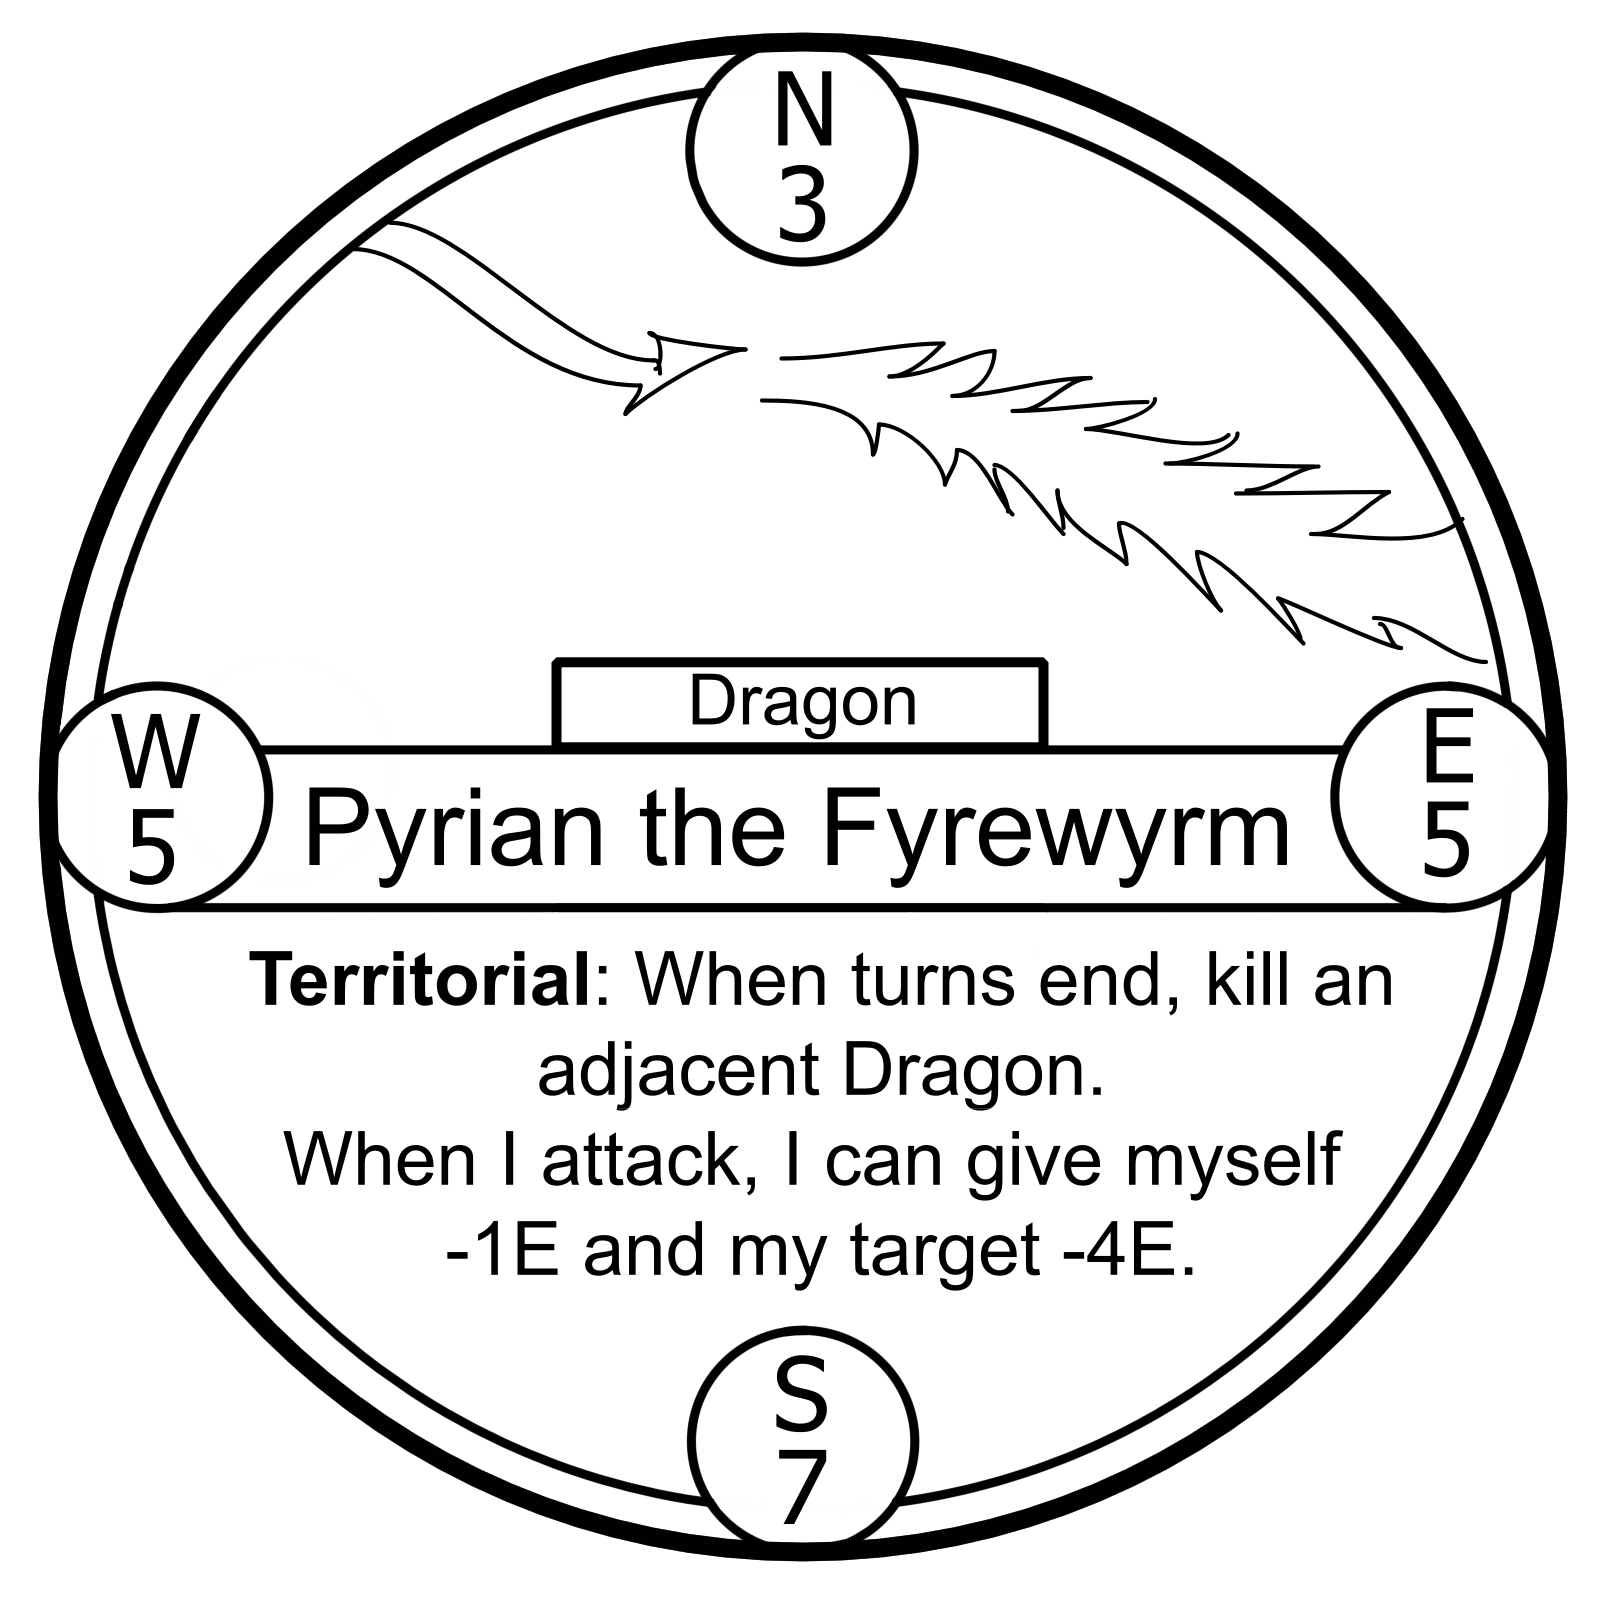 N
3
Dragon
W
5
Pyrian the Fyrewyrm
E
5
Territorial: When turns end, kill an
adjacent Dragon.
When I attack, I can give myself
-1E and my target -4E.
S
7